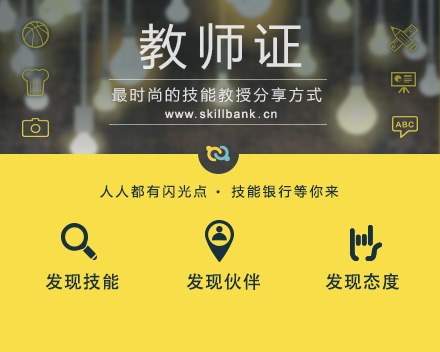 教师证
最时尚的技能教授分享方式
www.skillbank.cn
ABC
人人都有闪光点 · 技能银行等你来
发现技能 发现伙伴 发现态度